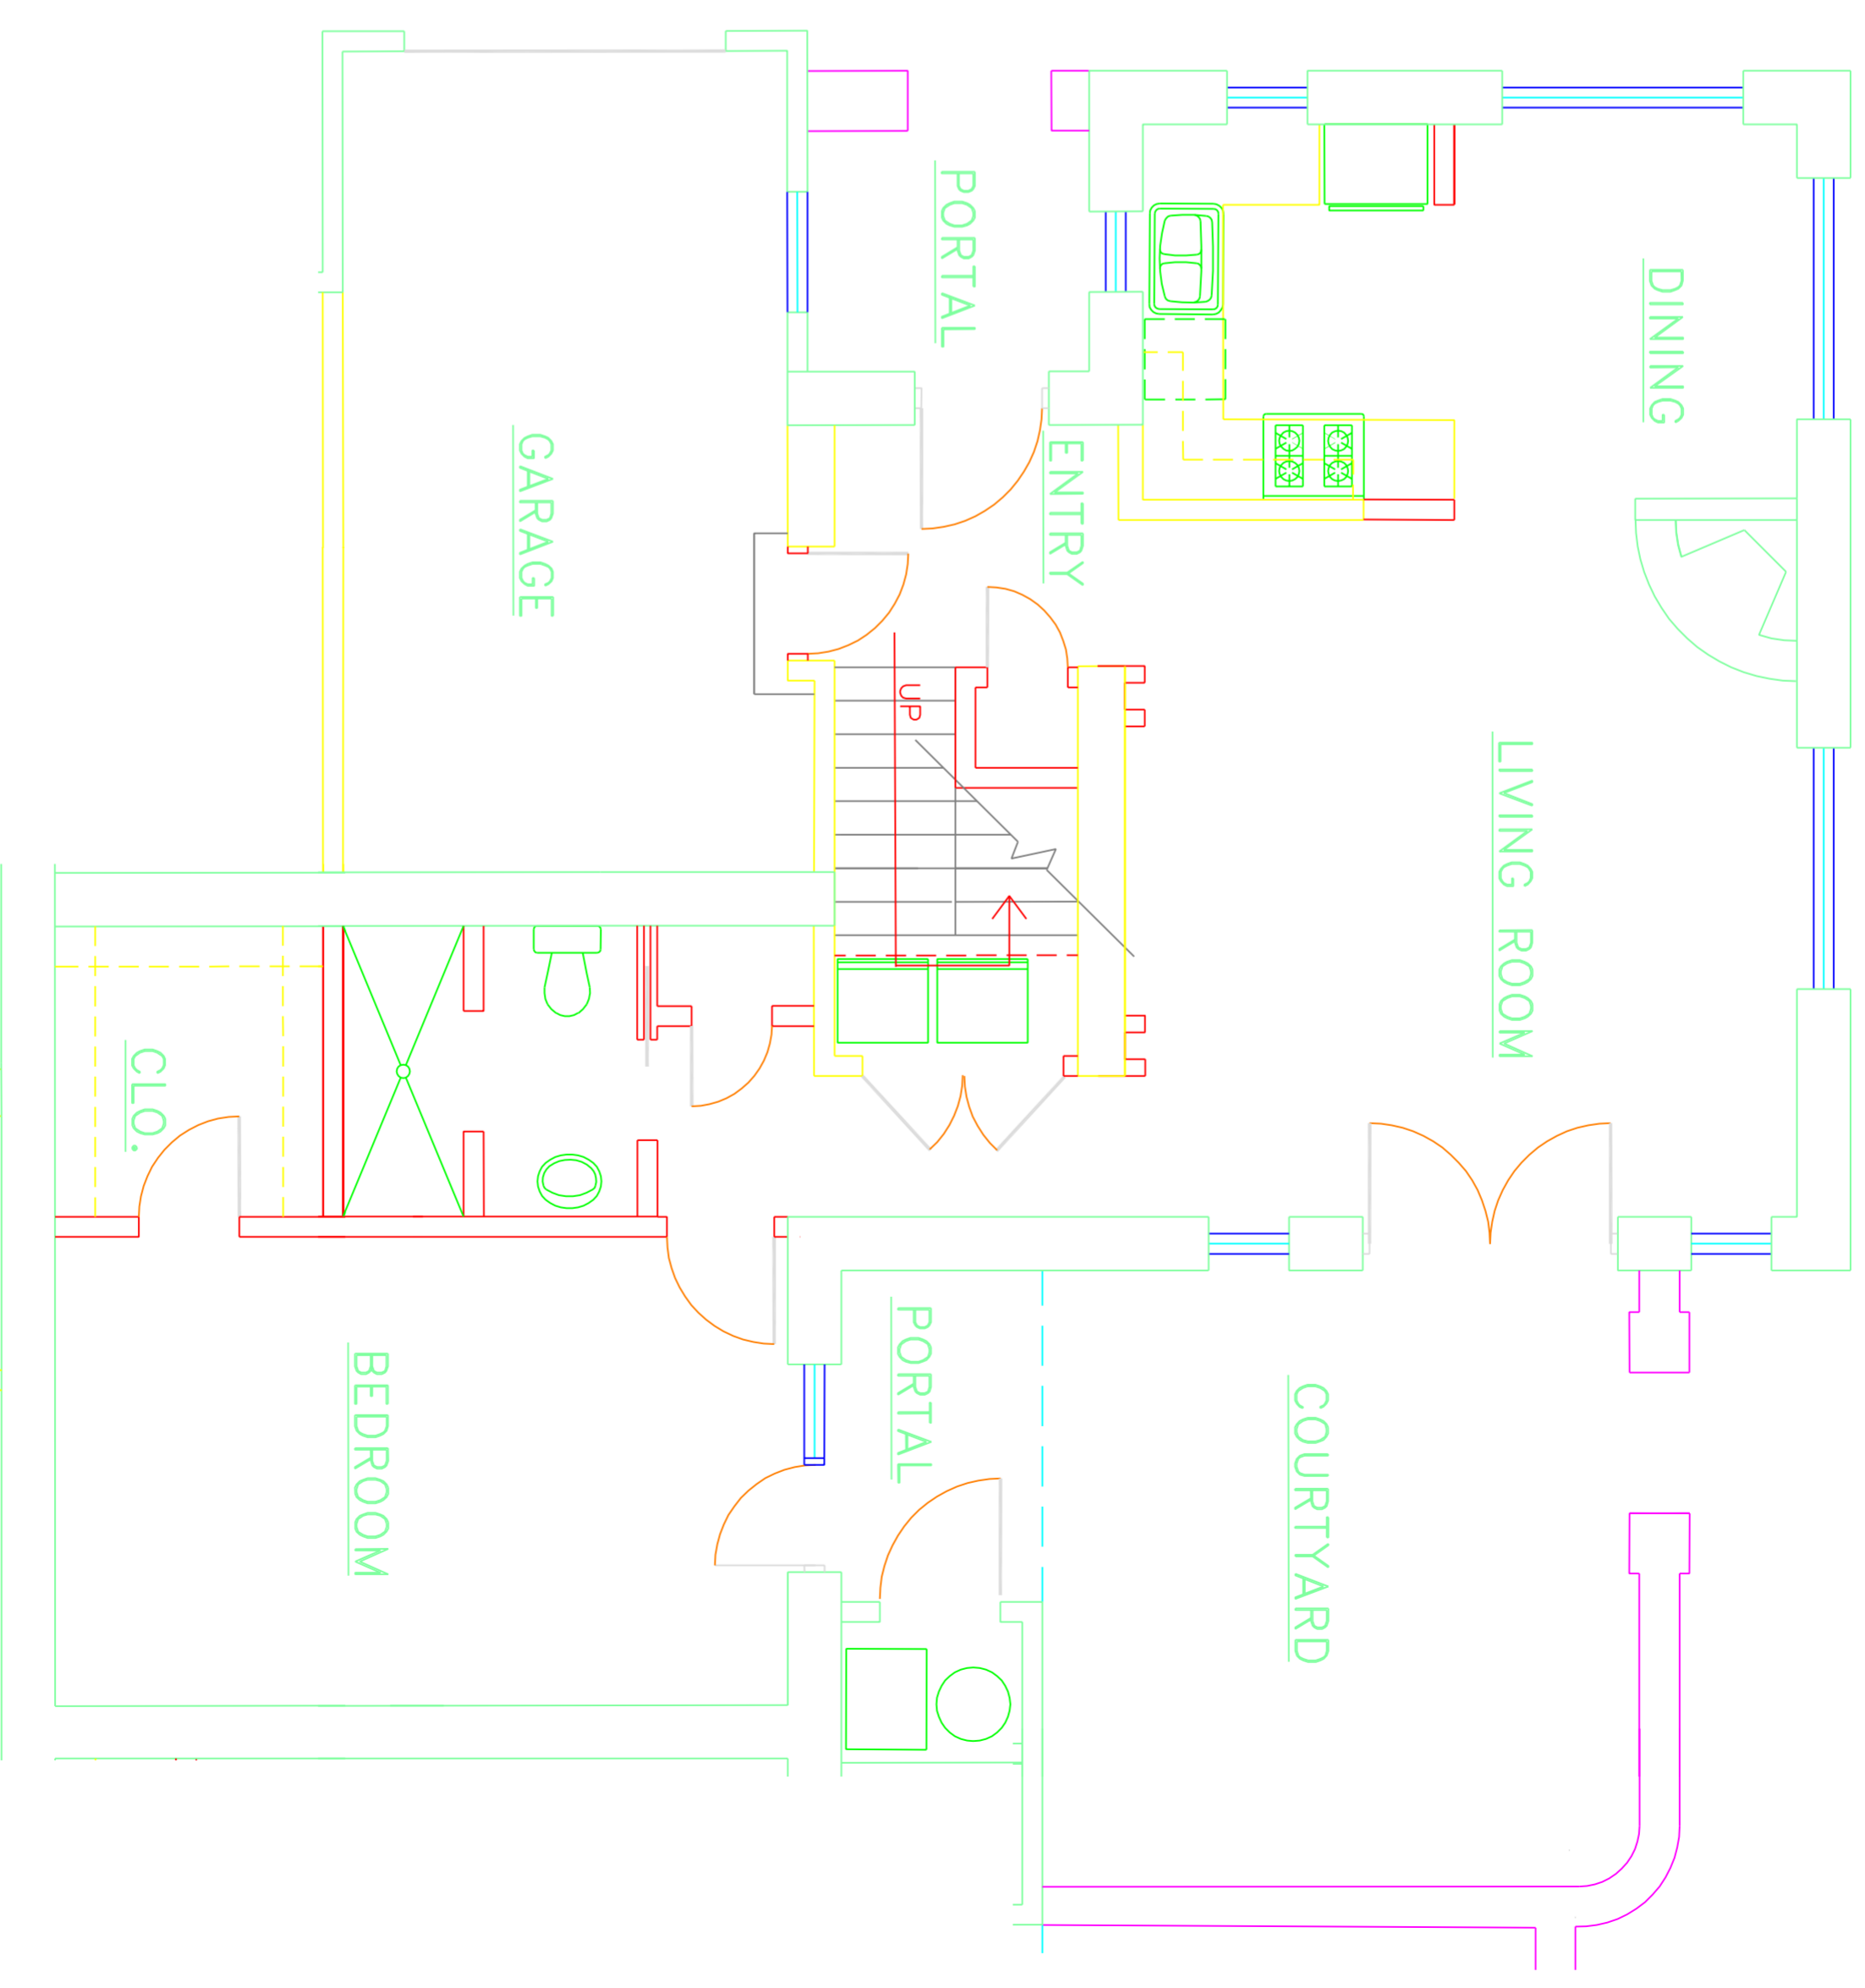 PORTAL
DINING
GARAGE
ENTRY
UP
LIVING ROOM
CLO.
BEDROOM
PORTAL
COURTYARD